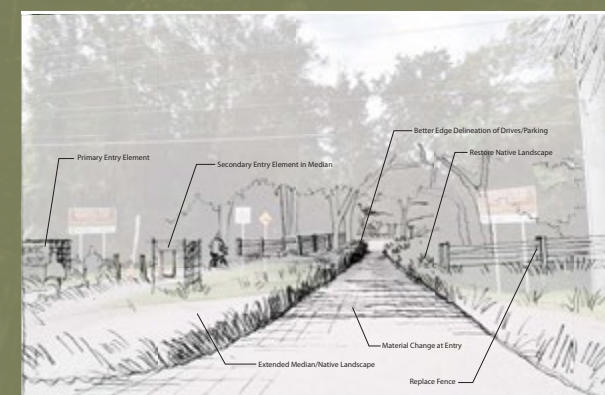 Better Edge Delineation of Drives/Parking
Restore Native Landscape
Primary Entry Element
Secondary Entry Element in Median
Material Change at Entry
Extended Median/Native Landscape
Replace Fence